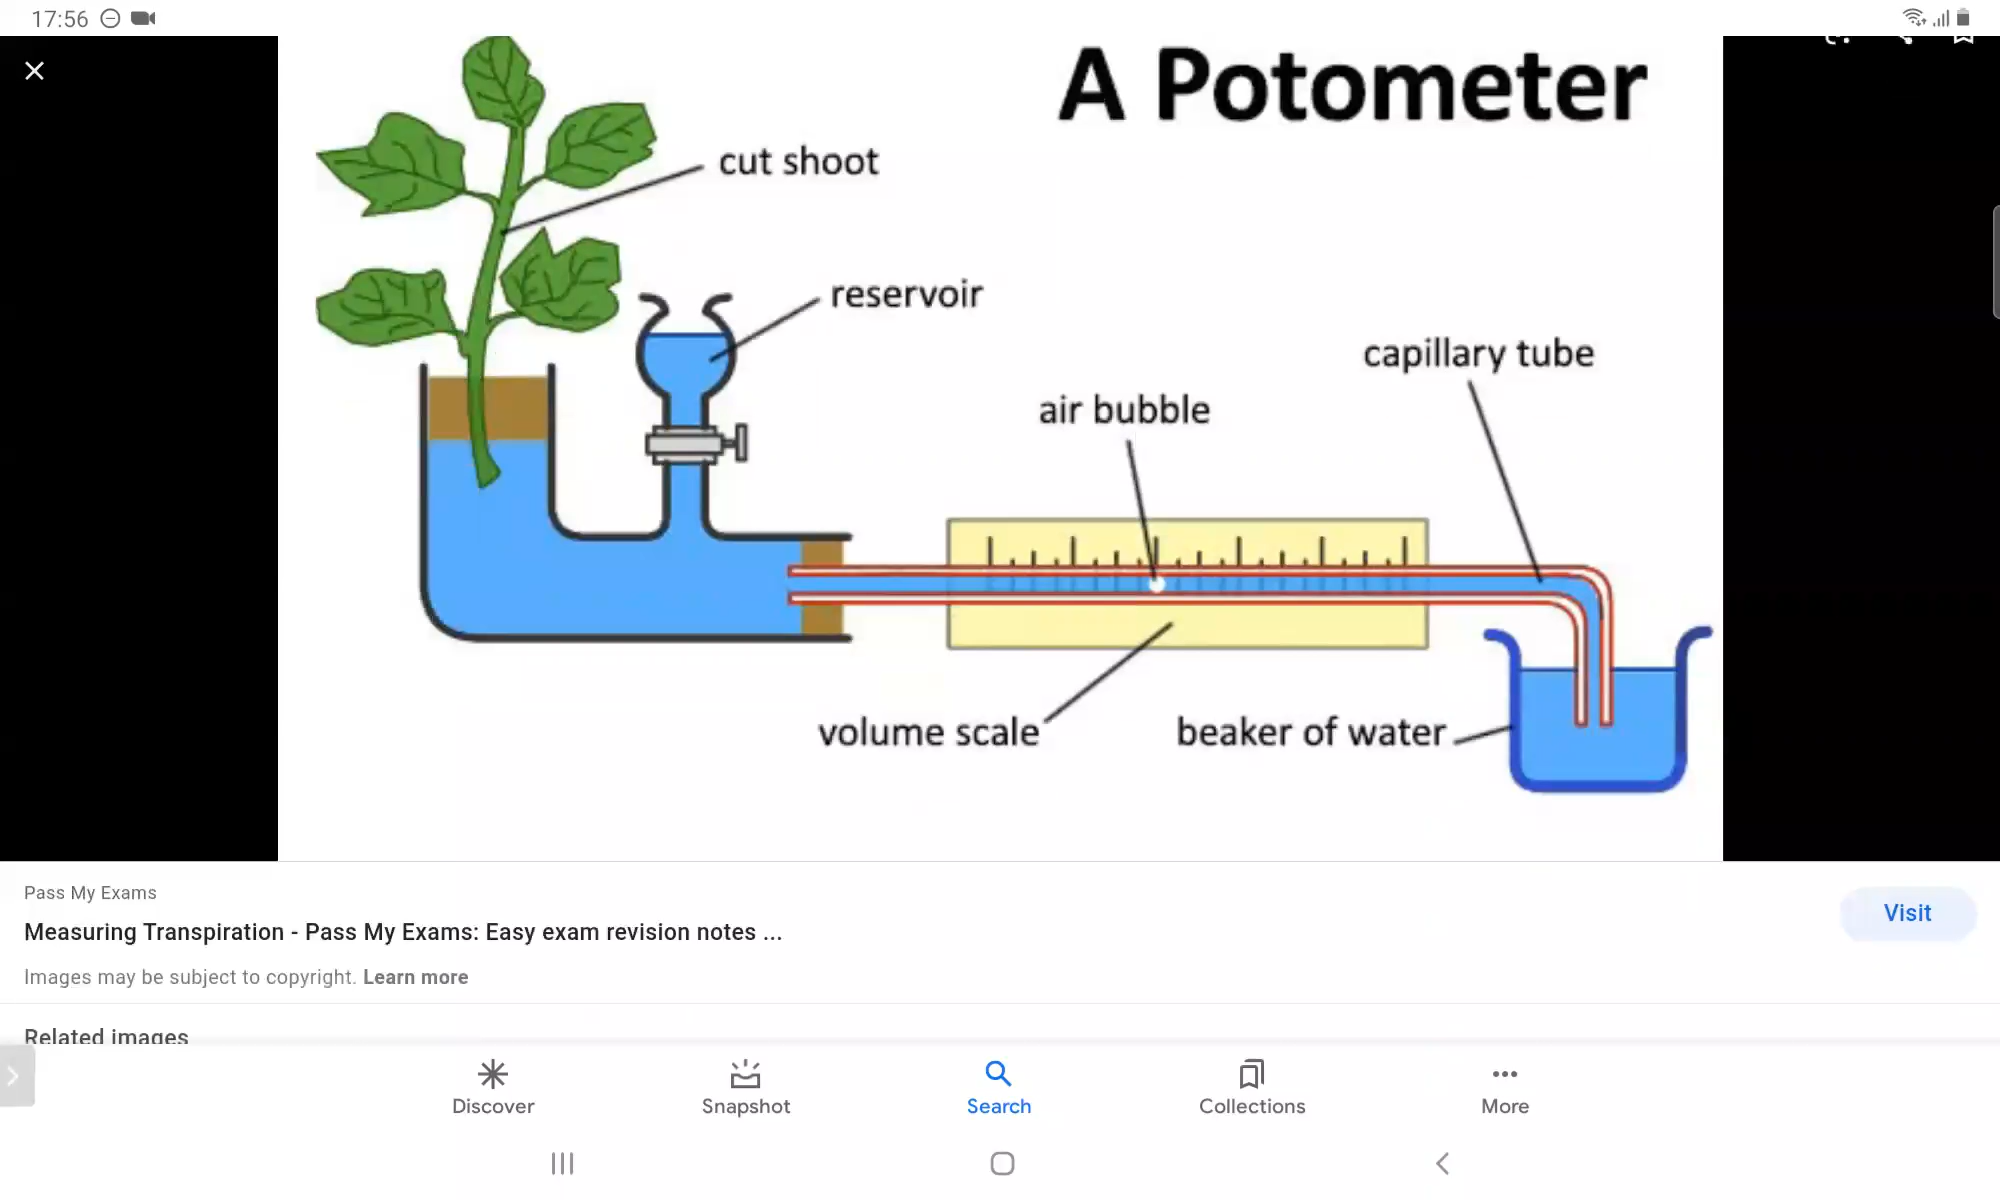 17:56
A Potometer
cut shoot
reservoir
capillary tube
air bubble
volume scale
beaker of water
Pass My Exams
Measuring Transpiration - Pass My Exams: Easy exam revision notes ...
Visit
Images may be subject to copyright. Learn more
Related images
Discover
Snapshot
Search
Collections
More